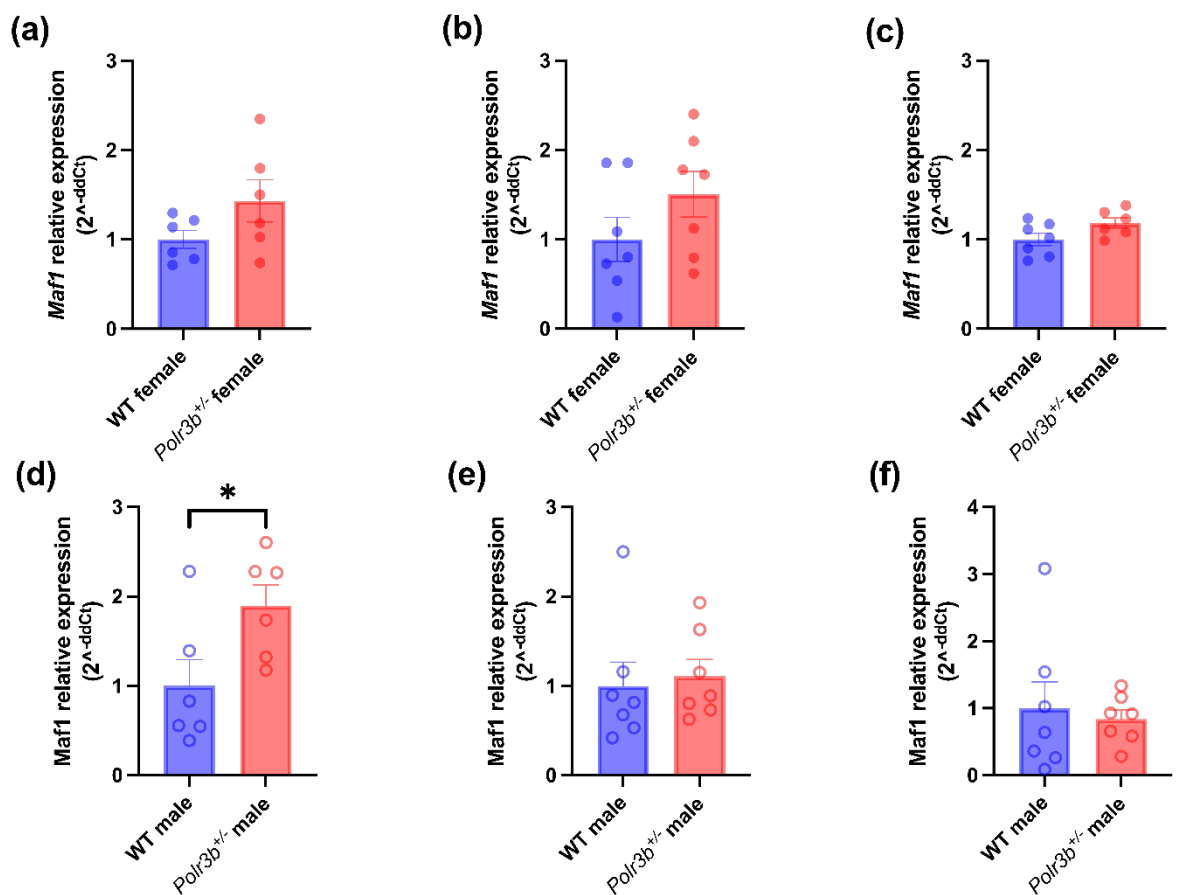 (a)
Maf1 relative expression
(2^-ddCt)
3
2
1
0
WT female
Polr3b+/- female
(b)
Maf1 relative expression
(2^-ddCt)
3
2
1
0
WT female
Polr3b+/- female
(c)
Maf1 relative expression
(2^-ddCt)
3
2
1
0
WT female
Polr3b+/- female
(d)
Maf1 relative expression
(2^-ddCt)
3
2
1
0
*
WT male
Polr3b+/- male
(e)
Maf1 relative expression
(2^-ddCt)
3
2
1
0
WT male
Polr3b+/- male
(f)
Maf1 relative expression
(2^-ddCt)
4
3
2
1
0
WT male
Polr3b+/- male